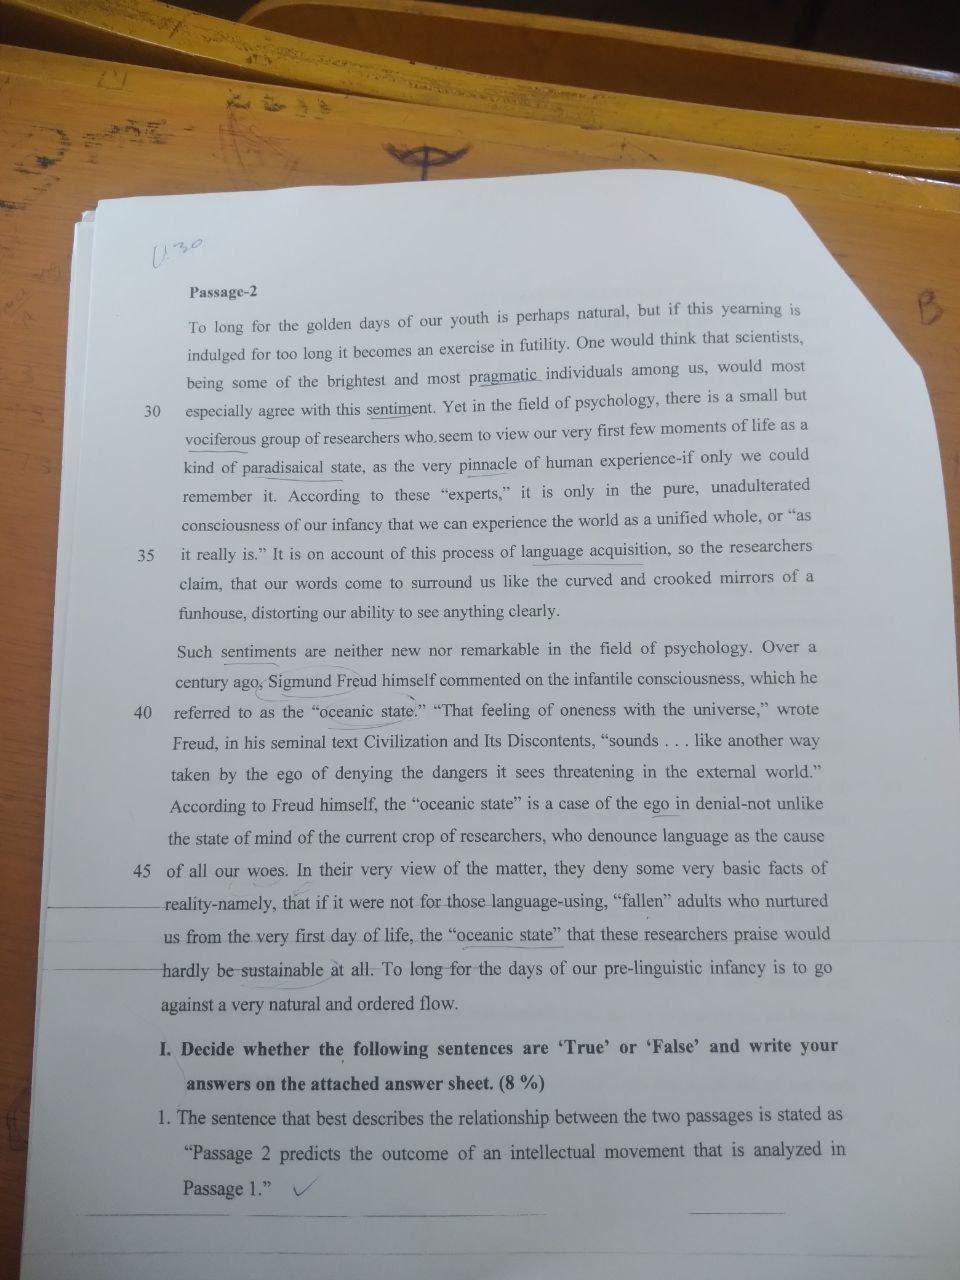 Passage-2
To long for the golden days of our youth is perhaps natural, but if this yearning is
indulged for too long it becomes an exercise in futility. One would think that scientists,
being some of the brightest and most pragmatic individuals among us, would most
30 especially agree with this sentiment. Yet in the field of psychology, there is a small but
vociferous group of researchers who seem to view our very first few moments of life as a
kind of paradisaical state, as the very pinnacle of human experience-if only we could
remember it. According to these “experts,” it is only in the pure, unadulterated
consciousness of our infancy that we can experience the world as a unified whole, or “as
35 it really is.” It is on account of this process of language acquisition, so the researchers
claim, that our words come to surround us like the curved and crooked mirrors of a
funhouse, distorting our ability to see anything clearly.
Such sentiments are neither new nor remarkable in the field of psychology. Over a
century ago, Sigmund Freud himself commented on the infantile consciousness, which he
40 referred to as the “oceanic state.” “That feeling of oneness with the universe,” wrote
Freud, in his seminal text Civilization and Its Discontents, “sounds . . . like another way
taken by the ego of denying the dangers it sees threatening in the external world.”
According to Freud himself, the “oceanic state” is a case of the ego in denial-not unlike
the state of mind of the current crop of researchers, who denounce language as the cause
45 of all our woes. In their very view of the matter, they deny some very basic facts of
reality-namely, that if it were not for those language-using, “fallen” adults who nurtured
us from the very first day of life, the “oceanic state” that these researchers praise would
hardly be sustainable at all. To long for the days of our pre-linguistic infancy is to go
against a very natural and ordered flow.
I. Decide whether the following sentences are ‘True’ or ‘False’ and write your
answers on the attached answer sheet. (8 %)
1. The sentence that best describes the relationship between the two passages is stated as
“Passage 2 predicts the outcome of an intellectual movement that is analyzed in
Passage 1.”
B